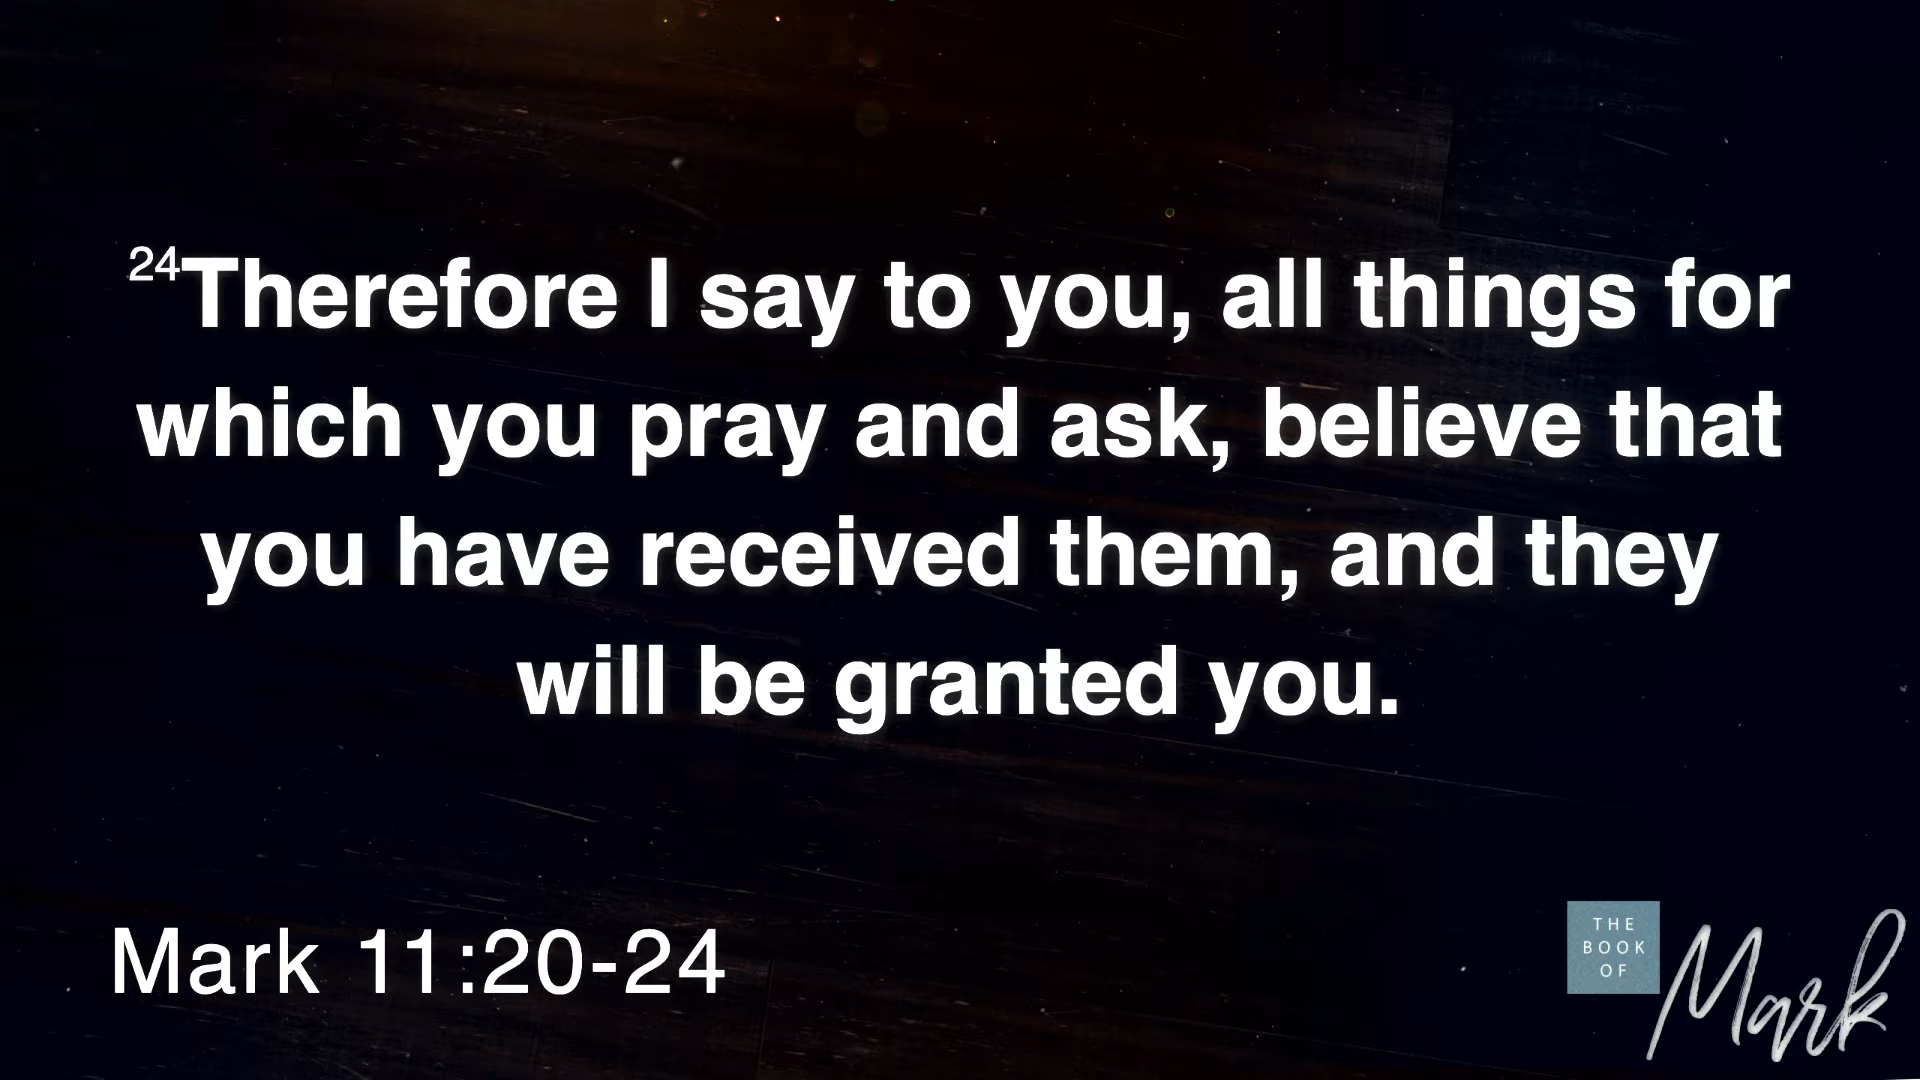 24Therefore I say to you, all things for
which you pray and ask, believe that
you have received them, and they
will be granted you.
Mark 11:20-24
THE
BOOK
OF
Mark